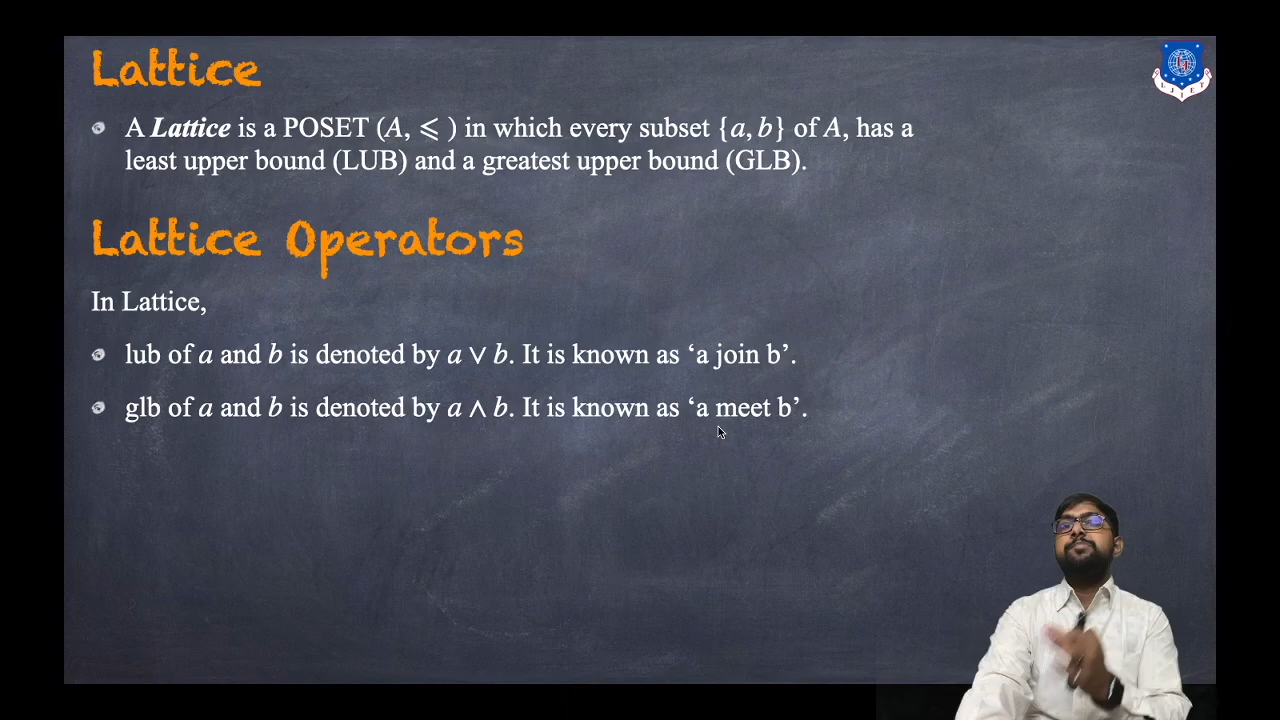 Lattice
A Lattice is a POSET (A, ⩽ ) in which every subset {a, b} of A, has a
least upper bound (LUB) and a greatest upper bound (GLB).
Lattice Operators
In Lattice,
lub of a and b is denoted by a ∨ b. It is known as ‘a join b’.
glb of a and b is denoted by a ∧ b. It is known as ‘a meet b’.
LJIET